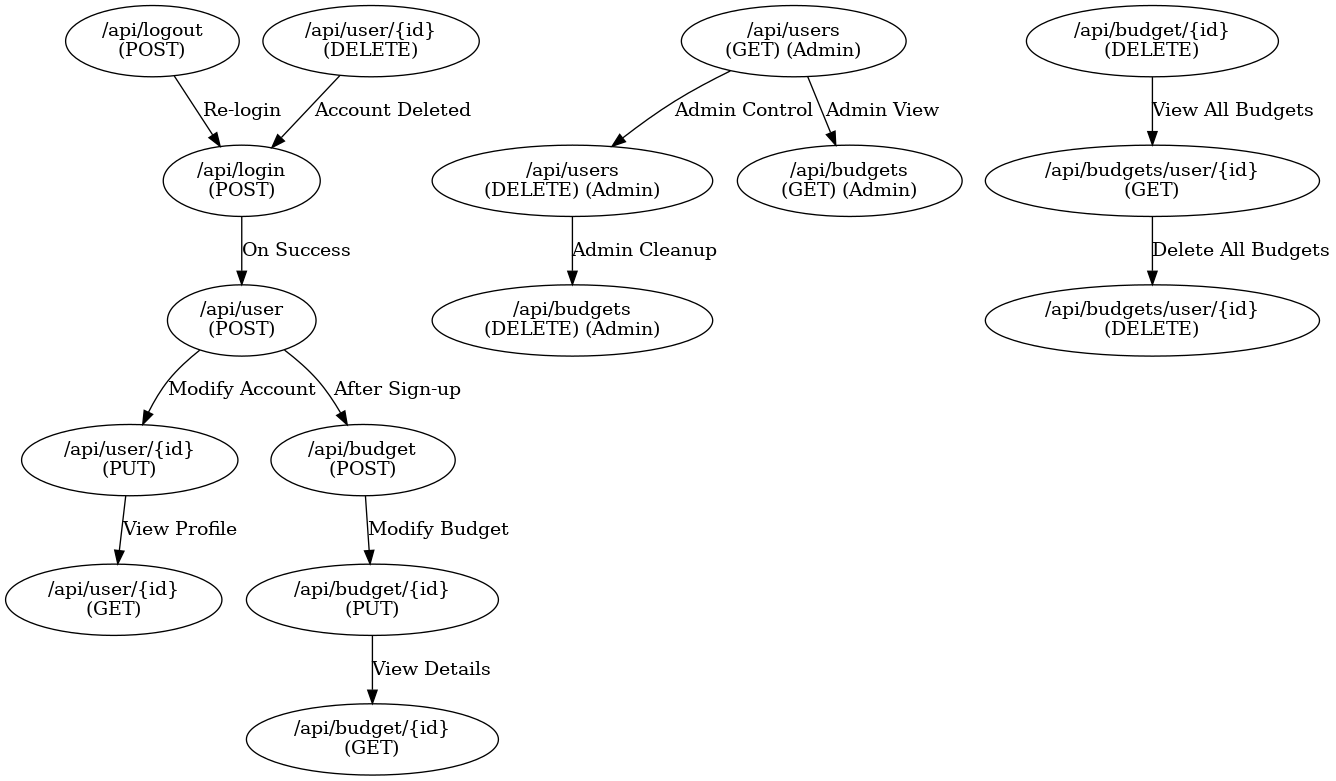 /api/logout
(POST)
/api/user/{id}
(DELETE)
/api/users
(GET) (Admin)
/api/budget/{id}
(DELETE)
Re-login
Account Deleted
Admin Control
Admin View
View All Budgets
/api/login
(POST)
/api/users
(DELETE) (Admin)
/api/budgets
(GET) (Admin)
/api/budgets/user/{id}
(GET)
On Success
Admin Cleanup
Delete All Budgets
/api/user
(POST)
/api/budgets
(DELETE) (Admin)
/api/budgets/user/{id}
(DELETE)
Modify Account
After Sign-up
/api/user/{id}
(PUT)
/api/budget
(POST)
View Profile
Modify Budget
/api/user/{id}
(GET)
/api/budget/{id}
(PUT)
View Details
/api/budget/{id}
(GET)